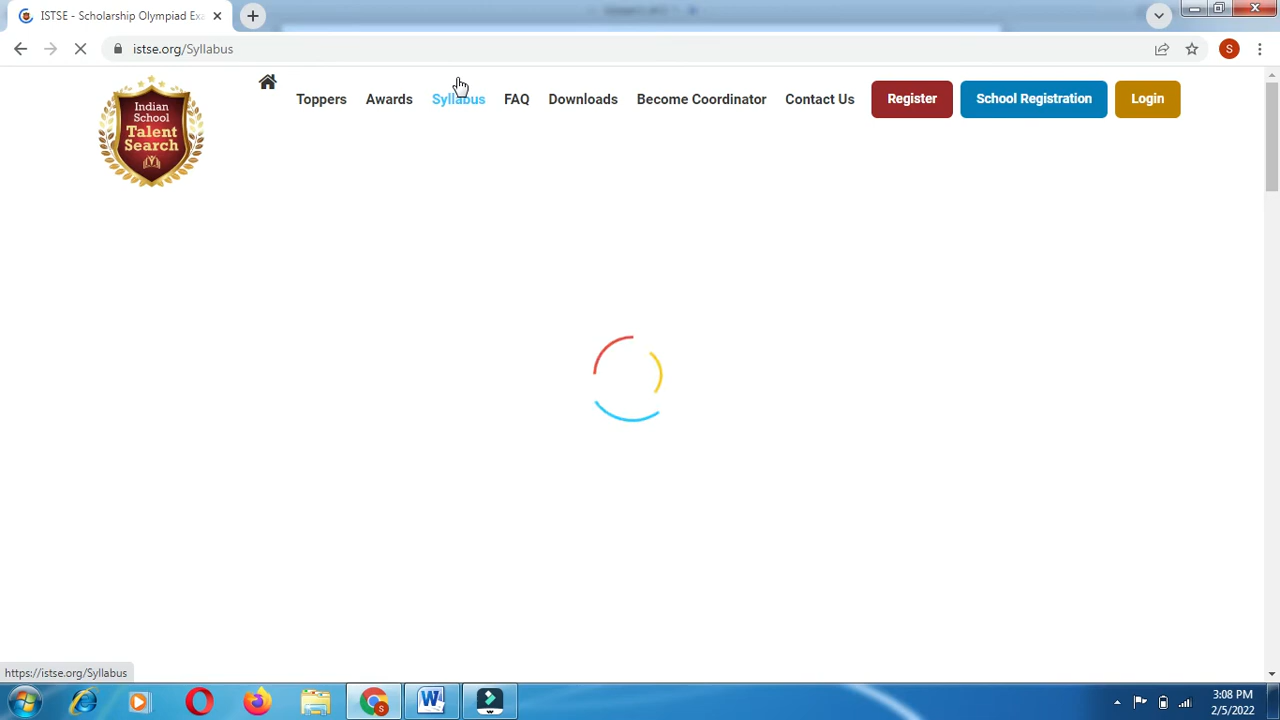 ISTSE - Scholarship Olympiad Exa
istse.org/Syllabus
S
Indian
School
Talent
Search
Toppers
Awards
Syllabus
FAQ
Downloads
Become Coordinator
Contact Us
Register
School Registration
Login
https://istse.org/Syllabus
3:08 PM
2/5/2022